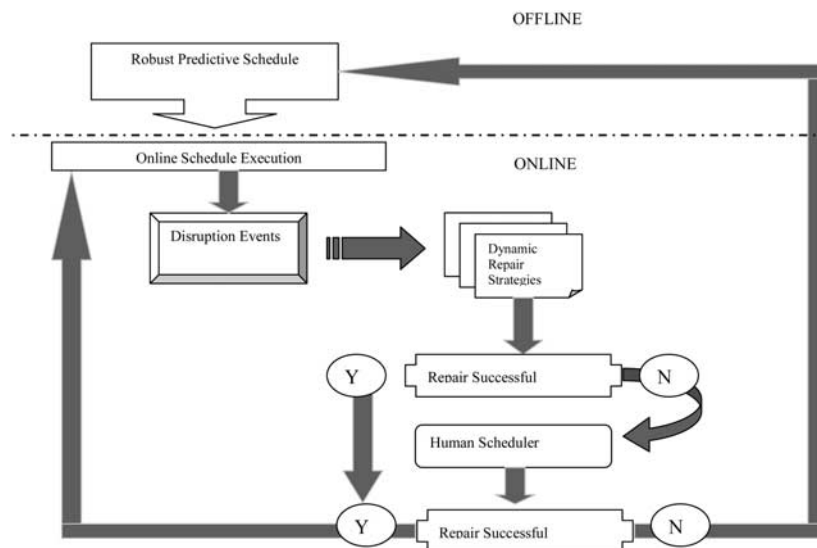 OFFLINE
Robust Predictive Schedule
Online Schedule Execution
ONLINE
Disruption Events
Dynamic
Repair
Strategies
Y
Repair Successful
N
Human Scheduler
Y
Repair Successful
N